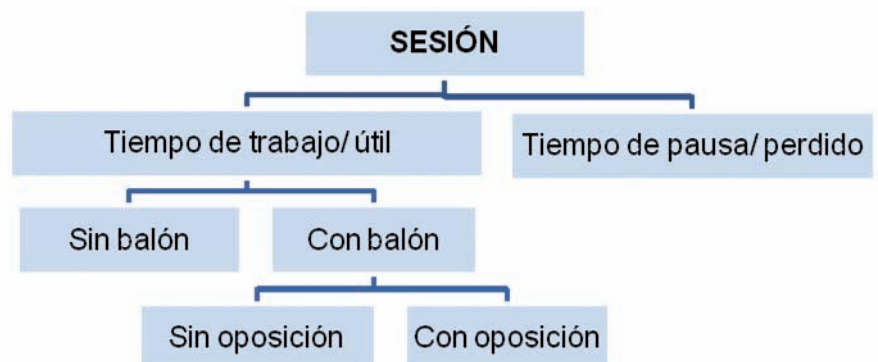 SESIÓN
Tiempo de trabajo/ útil
Tiempo de pausa/ perdido
Sin balón
Con balón
Sin oposición
Con oposición